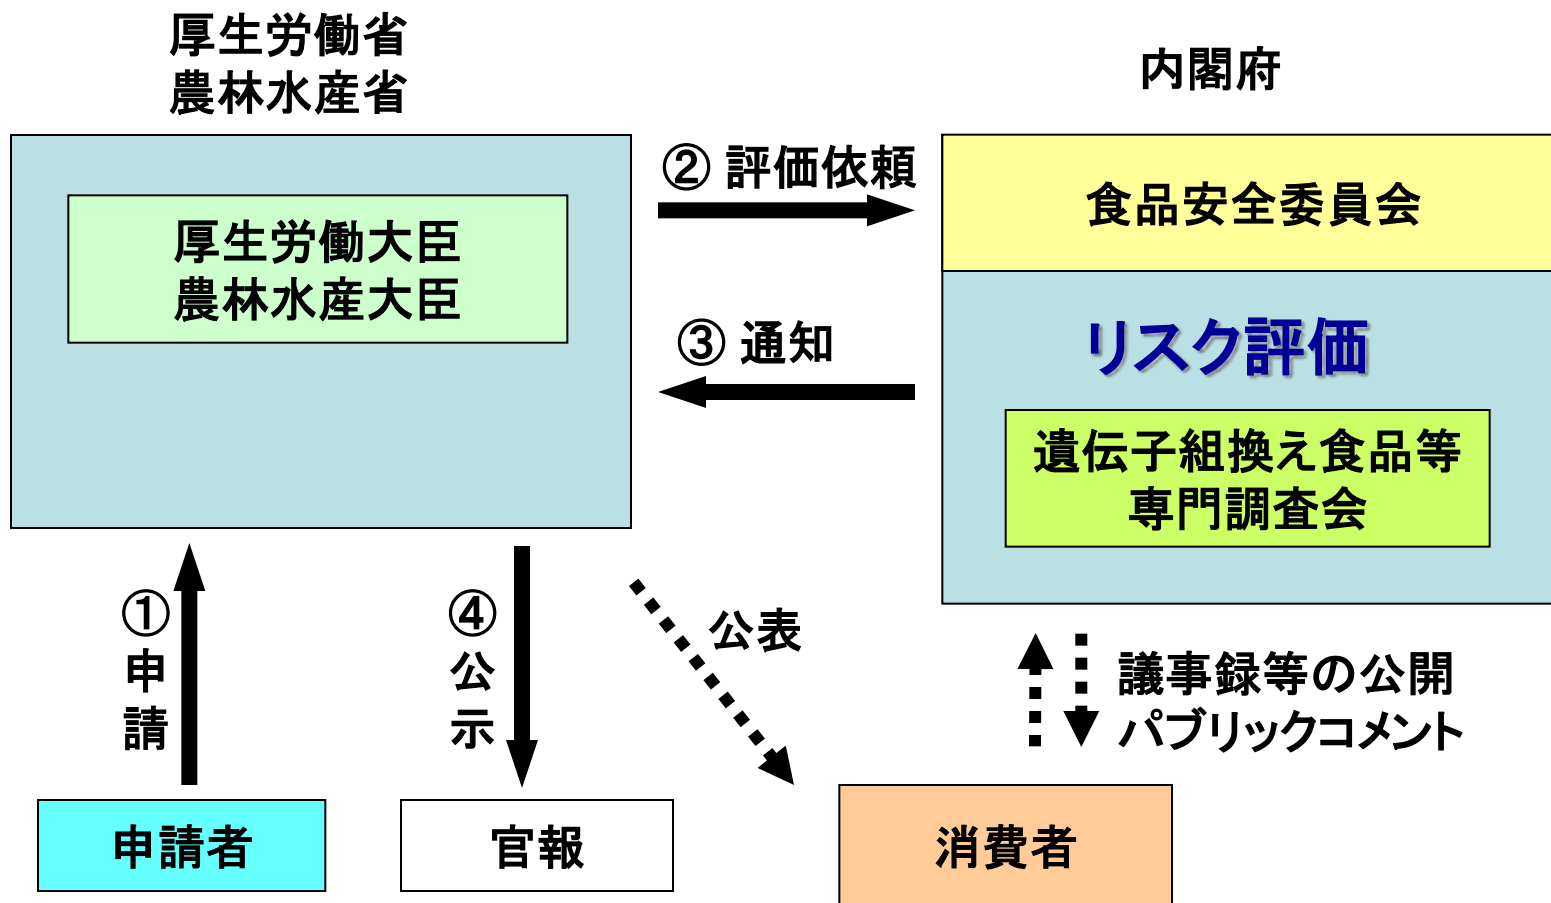 厚生労働省
農林水産省
内閣府
厚生労働大臣
農林水産大臣
② 評価依頼
食品安全委員会
③ 通知
リスク評価
遺伝子組換え食品等
専門調査会
①
申
請
④
公
示
公表
議事録等の公開
パブリックコメント
申請者
官報
消費者